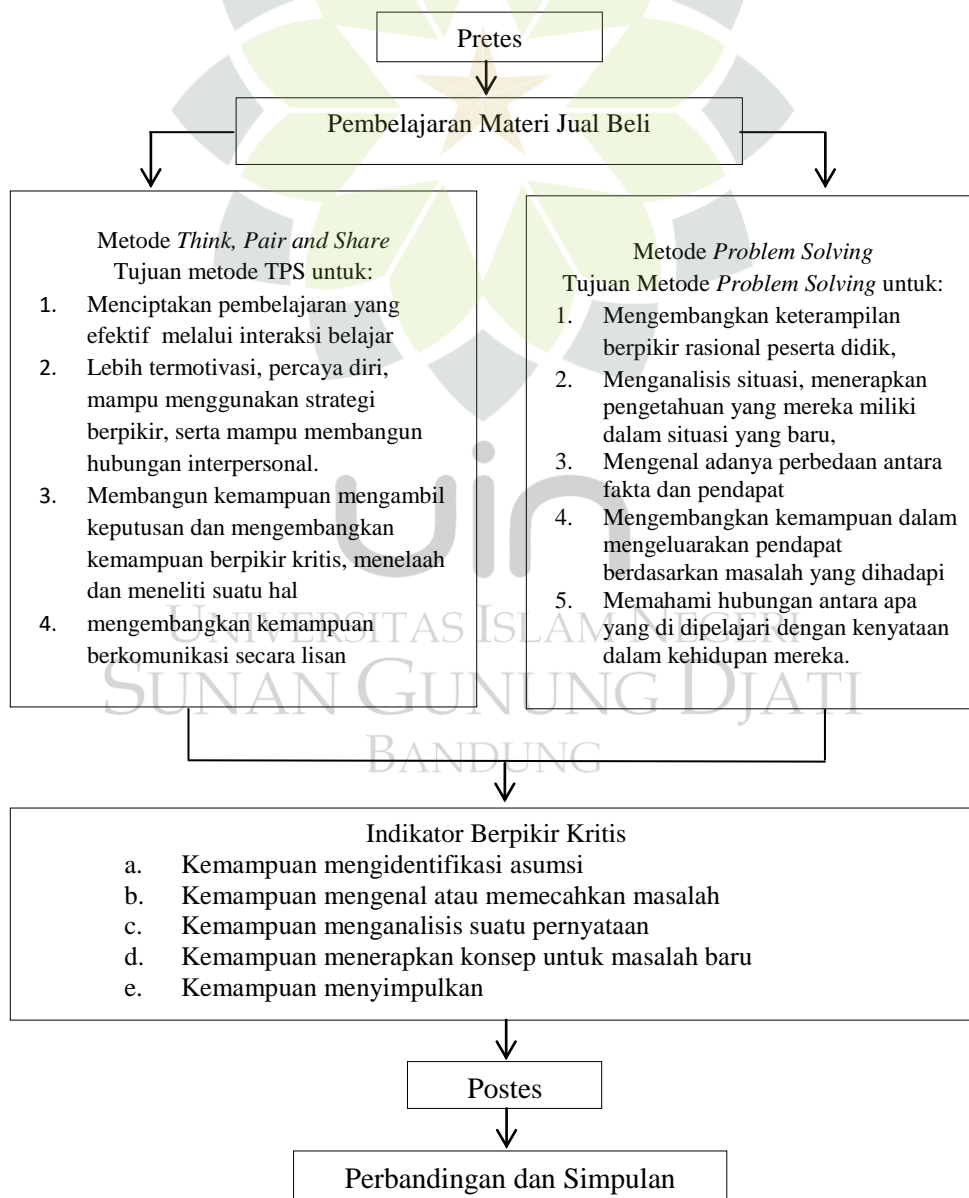 Pretes
Pembelajaran Materi Jual Beli
Metode Think, Pair and Share
Tujuan metode TPS untuk:
1. Menciptakan pembelajaran yang
efektif melalui interaksi belajar
2. Lebih termotivasi, percaya diri,
mampu menggunakan strategi
berpikir, serta mampu membangun
hubungan interpersonal.
3. Membangun kemampuan mengambil
keputusan dan mengembangkan
kemampuan berpikir kritis, menelaah
dan meneliti suatu hal
4. mengembangkan kemampuan
berkomunikasi secara lisan
Metode Problem Solving
Tujuan Metode Problem Solving untuk:
1. Mengembangkan keterampilan
berpikir rasional peserta didik,
2. Menganalisis situasi, menerapkan
pengetahuan yang mereka miliki
dalam situasi yang baru,
3. Mengenal adanya perbedaan antara
fakta dan pendapat
4. Mengembangkan kemampuan dalam
mengeluarakan pendapat
berdasarkan masalah yang dihadapi
5. Memahami hubungan antara apa
yang di dipelajari dengan kenyataan
dalam kehidupan mereka.
uin
UNIVERSITAS ISLAM NEGERI
SUNAN GUNUNG DJATI
BANDUNG
Indikator Berpikir Kritis
a. Kemampuan mengidentifikasi asumsi
b. Kemampuan mengenal atau memecahkan masalah
c. Kemampuan menganalisis suatu pernyataan
d. Kemampuan menerapkan konsep untuk masalah baru
e. Kemampuan menyimpulkan
Postes
Perbandingan dan Simpulan